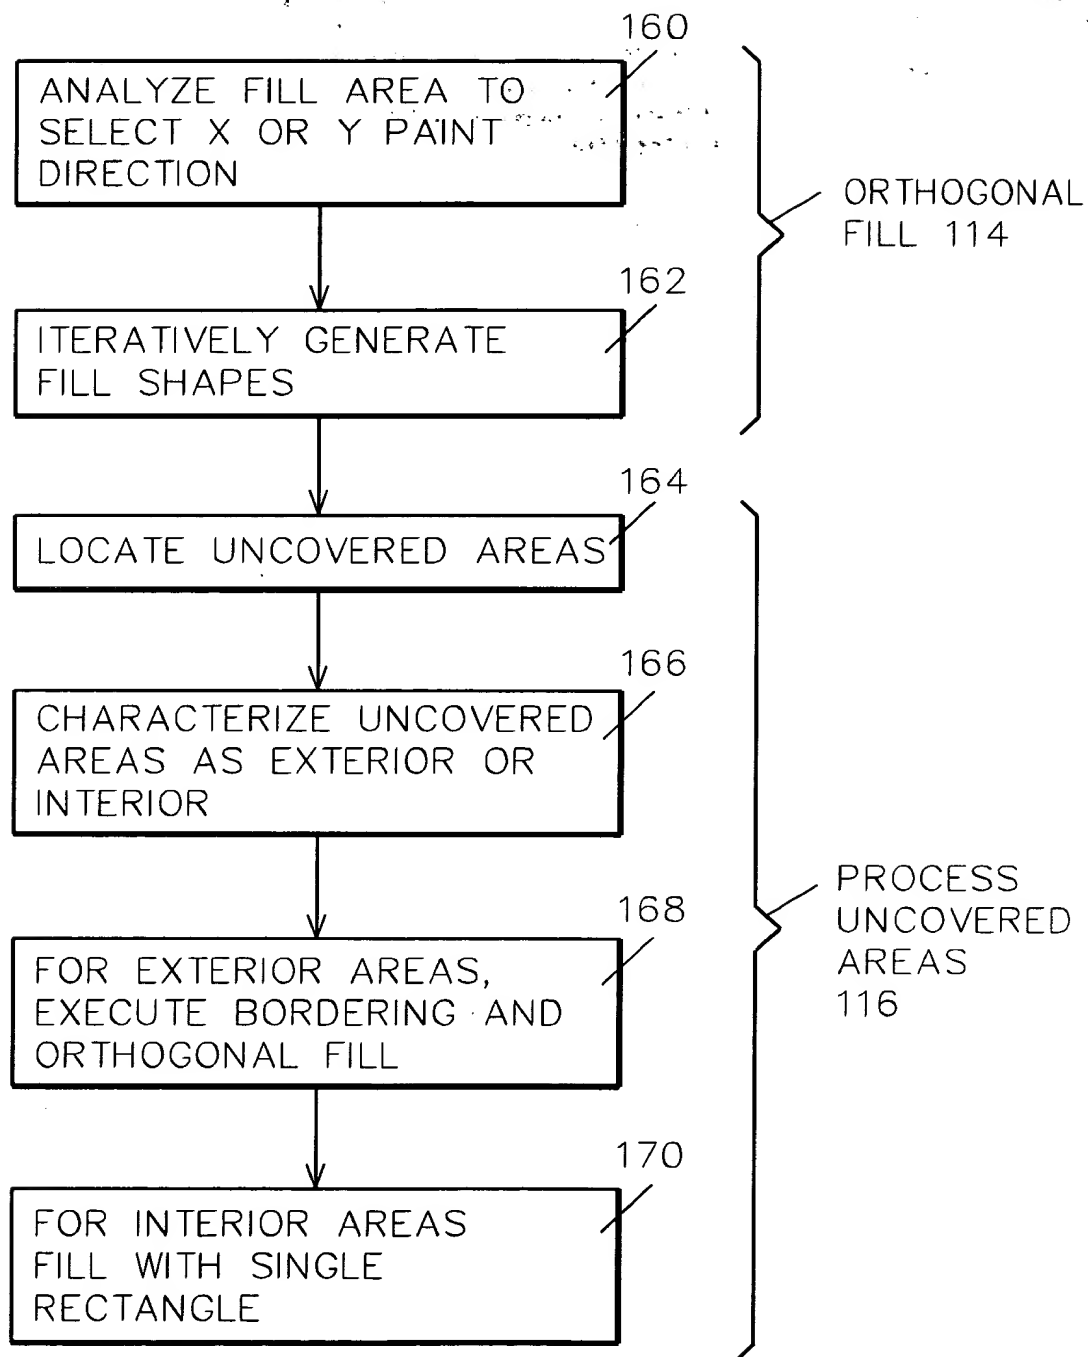 160
ANALYZE FILL AREA TO
SELECT X OR Y PAINT
DIRECTION
ORTHOGONAL
FILL 114
162
ITERATIVELY GENERATE
FILL SHAPES
164
LOCATE UNCOVERED AREAS
166
CHARACTERIZE UNCOVERED
AREAS AS EXTERIOR OR
INTERIOR
PROCESS
UNCOVERED
AREAS
116
168
FOR EXTERIOR AREAS,
EXECUTE BORDERING AND
ORTHOGONAL FILL
170
FOR INTERIOR AREAS
FILL WITH SINGLE
RECTANGLE